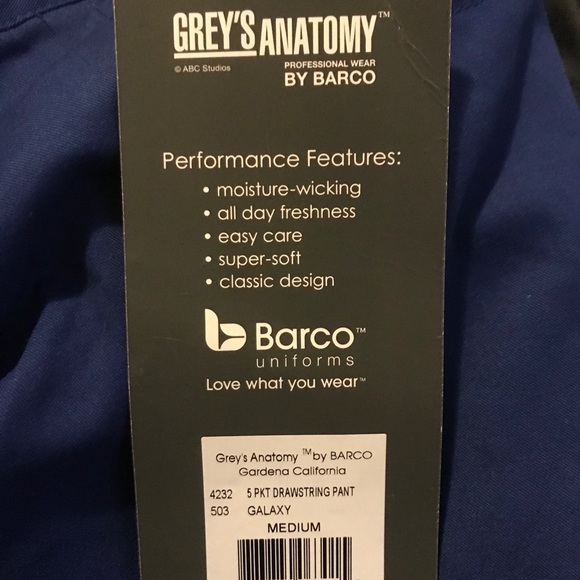 GREY'S ANATOMY™
© ABC Studios PROFESSIONAL WEAR
BY BARCO
Performance Features:
• moisture-wicking
• all day freshness
• easy care
• super-soft
• classic design
Barco™
uniforms
Love what you wear™
Grey's Anatomy ™ by BARCO
Gardena California
4232 5 PKT DRAWSTRING PANT
503 GALAXY
MEDIUM